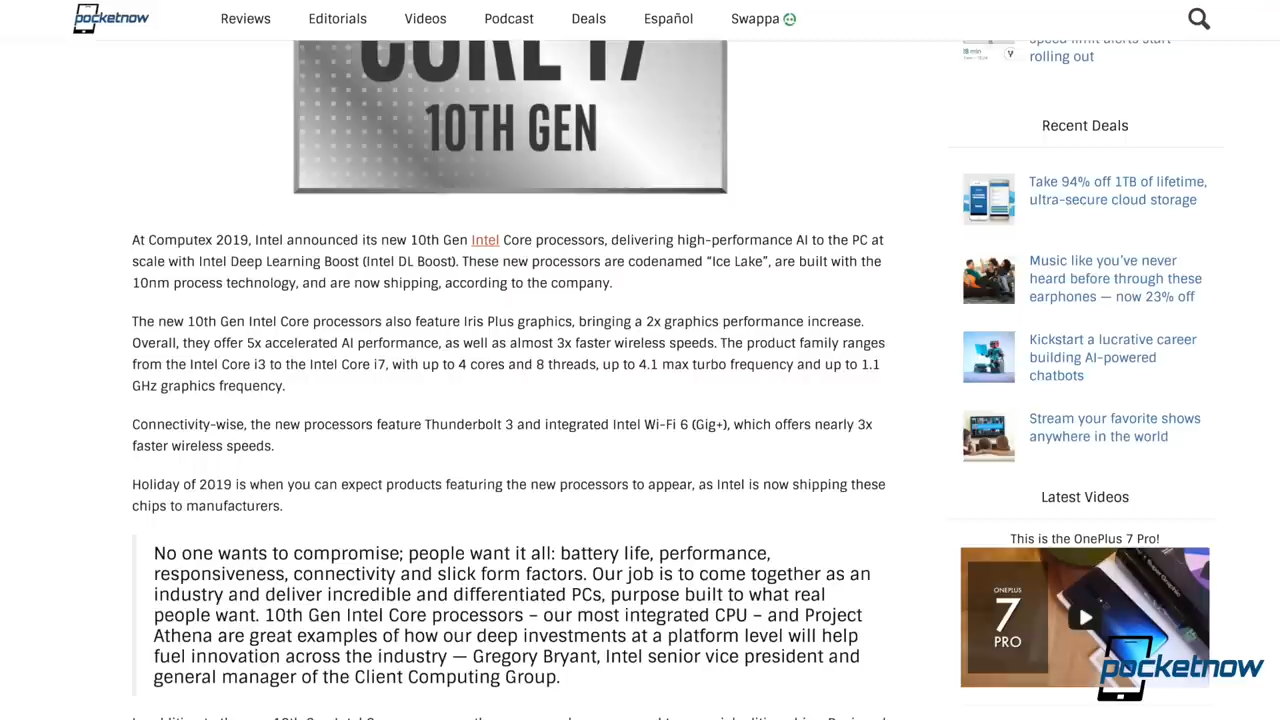 pocketnow
Reviews
Editorials
Videos
Podcast
Deals
Español
Swappa
CORE i7
10TH GEN
At Computex 2019, Intel announced its new 10th Gen Intel Core processors, delivering high-performance AI to the PC at
scale with Intel Deep Learning Boost (Intel DL Boost). These new processors are codenamed “Ice Lake”, are built with the
10nm process technology, and are now shipping, according to the company.
The new 10th Gen Intel Core processors also feature Iris Plus graphics, bringing a 2x graphics performance increase.
Overall, they offer 5x accelerated AI performance, as well as almost 3x faster wireless speeds. The product family ranges
from the Intel Core i3 to the Intel Core i7, with up to 4 cores and 8 threads, up to 4.1 max turbo frequency and up to 1.1
GHz graphics frequency.
Connectivity-wise, the new processors feature Thunderbolt 3 and integrated Intel Wi-Fi 6 (Gig+), which offers nearly 3x
faster wireless speeds.
Holiday of 2019 is when you can expect products featuring the new processors to appear, as Intel is now shipping these
chips to manufacturers.
No one wants to compromise; people want it all: battery life, performance,
responsiveness, connectivity and slick form factors. Our job is to come together as an
industry and deliver incredible and differentiated PCs, purpose built to what real
people want. 10th Gen Intel Core processors – our most integrated CPU – and Project
Athena are great examples of how our deep investments at a platform level will help
fuel innovation across the industry — Gregory Bryant, Intel senior vice president and
general manager of the Client Computing Group.
speed limit alerts start
rolling out
Recent Deals
Take 94% off 1TB of lifetime,
ultra-secure cloud storage
Music like you’ve never
heard before through these
earphones — now 23% off
Kickstart a lucrative career
building AI-powered
chatbots
Stream your favorite shows
anywhere in the world
Latest Videos
This is the OnePlus 7 Pro!
ONEPLUS
7
PRO
pocketnow